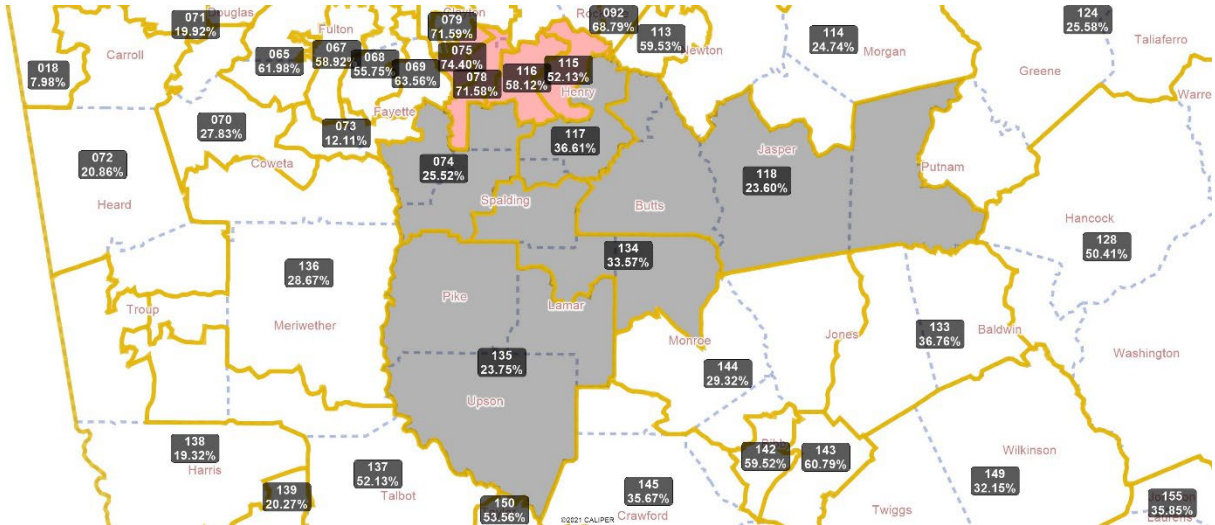 071
19.92%
Douglas
Carroll
018
7.98%
065
61.98%
067
58.92%
Fulton
068
55.75%
069
63.56%
Clayton
079
71.59%
075
74.40%
078
71.58%
116
58.12%
115
52.13%
Henry
092
68.79%
113
59.53%
Newton
114
24.74%
Morgan
124
25.58%
Taliaferro
Greene
Warre
070
27.83%
Coweta
073
12.11%
Fayette
072
20.86%
Heard
074
25.52%
117
36.61%
Spalding
Butts
Jasper
118
23.60%
Putnam
Hancock
128
50.41%
136
28.67%
Meriwether
Troup
Pike
134
33.57%
Lamar
135
23.75%
Upson
Monroe
144
29.32%
Jones
133
36.76%
Baldwin
Washington
138
19.32%
Harris
139
20.27%
137
52.13%
Talbot
150
53.56%
©2021 CALIPER
145
35.67%
Crawford
142
59.52%
143
60.79%
Twiggs
Wilkinson
149
32.15%
155
35.85%
Laurens